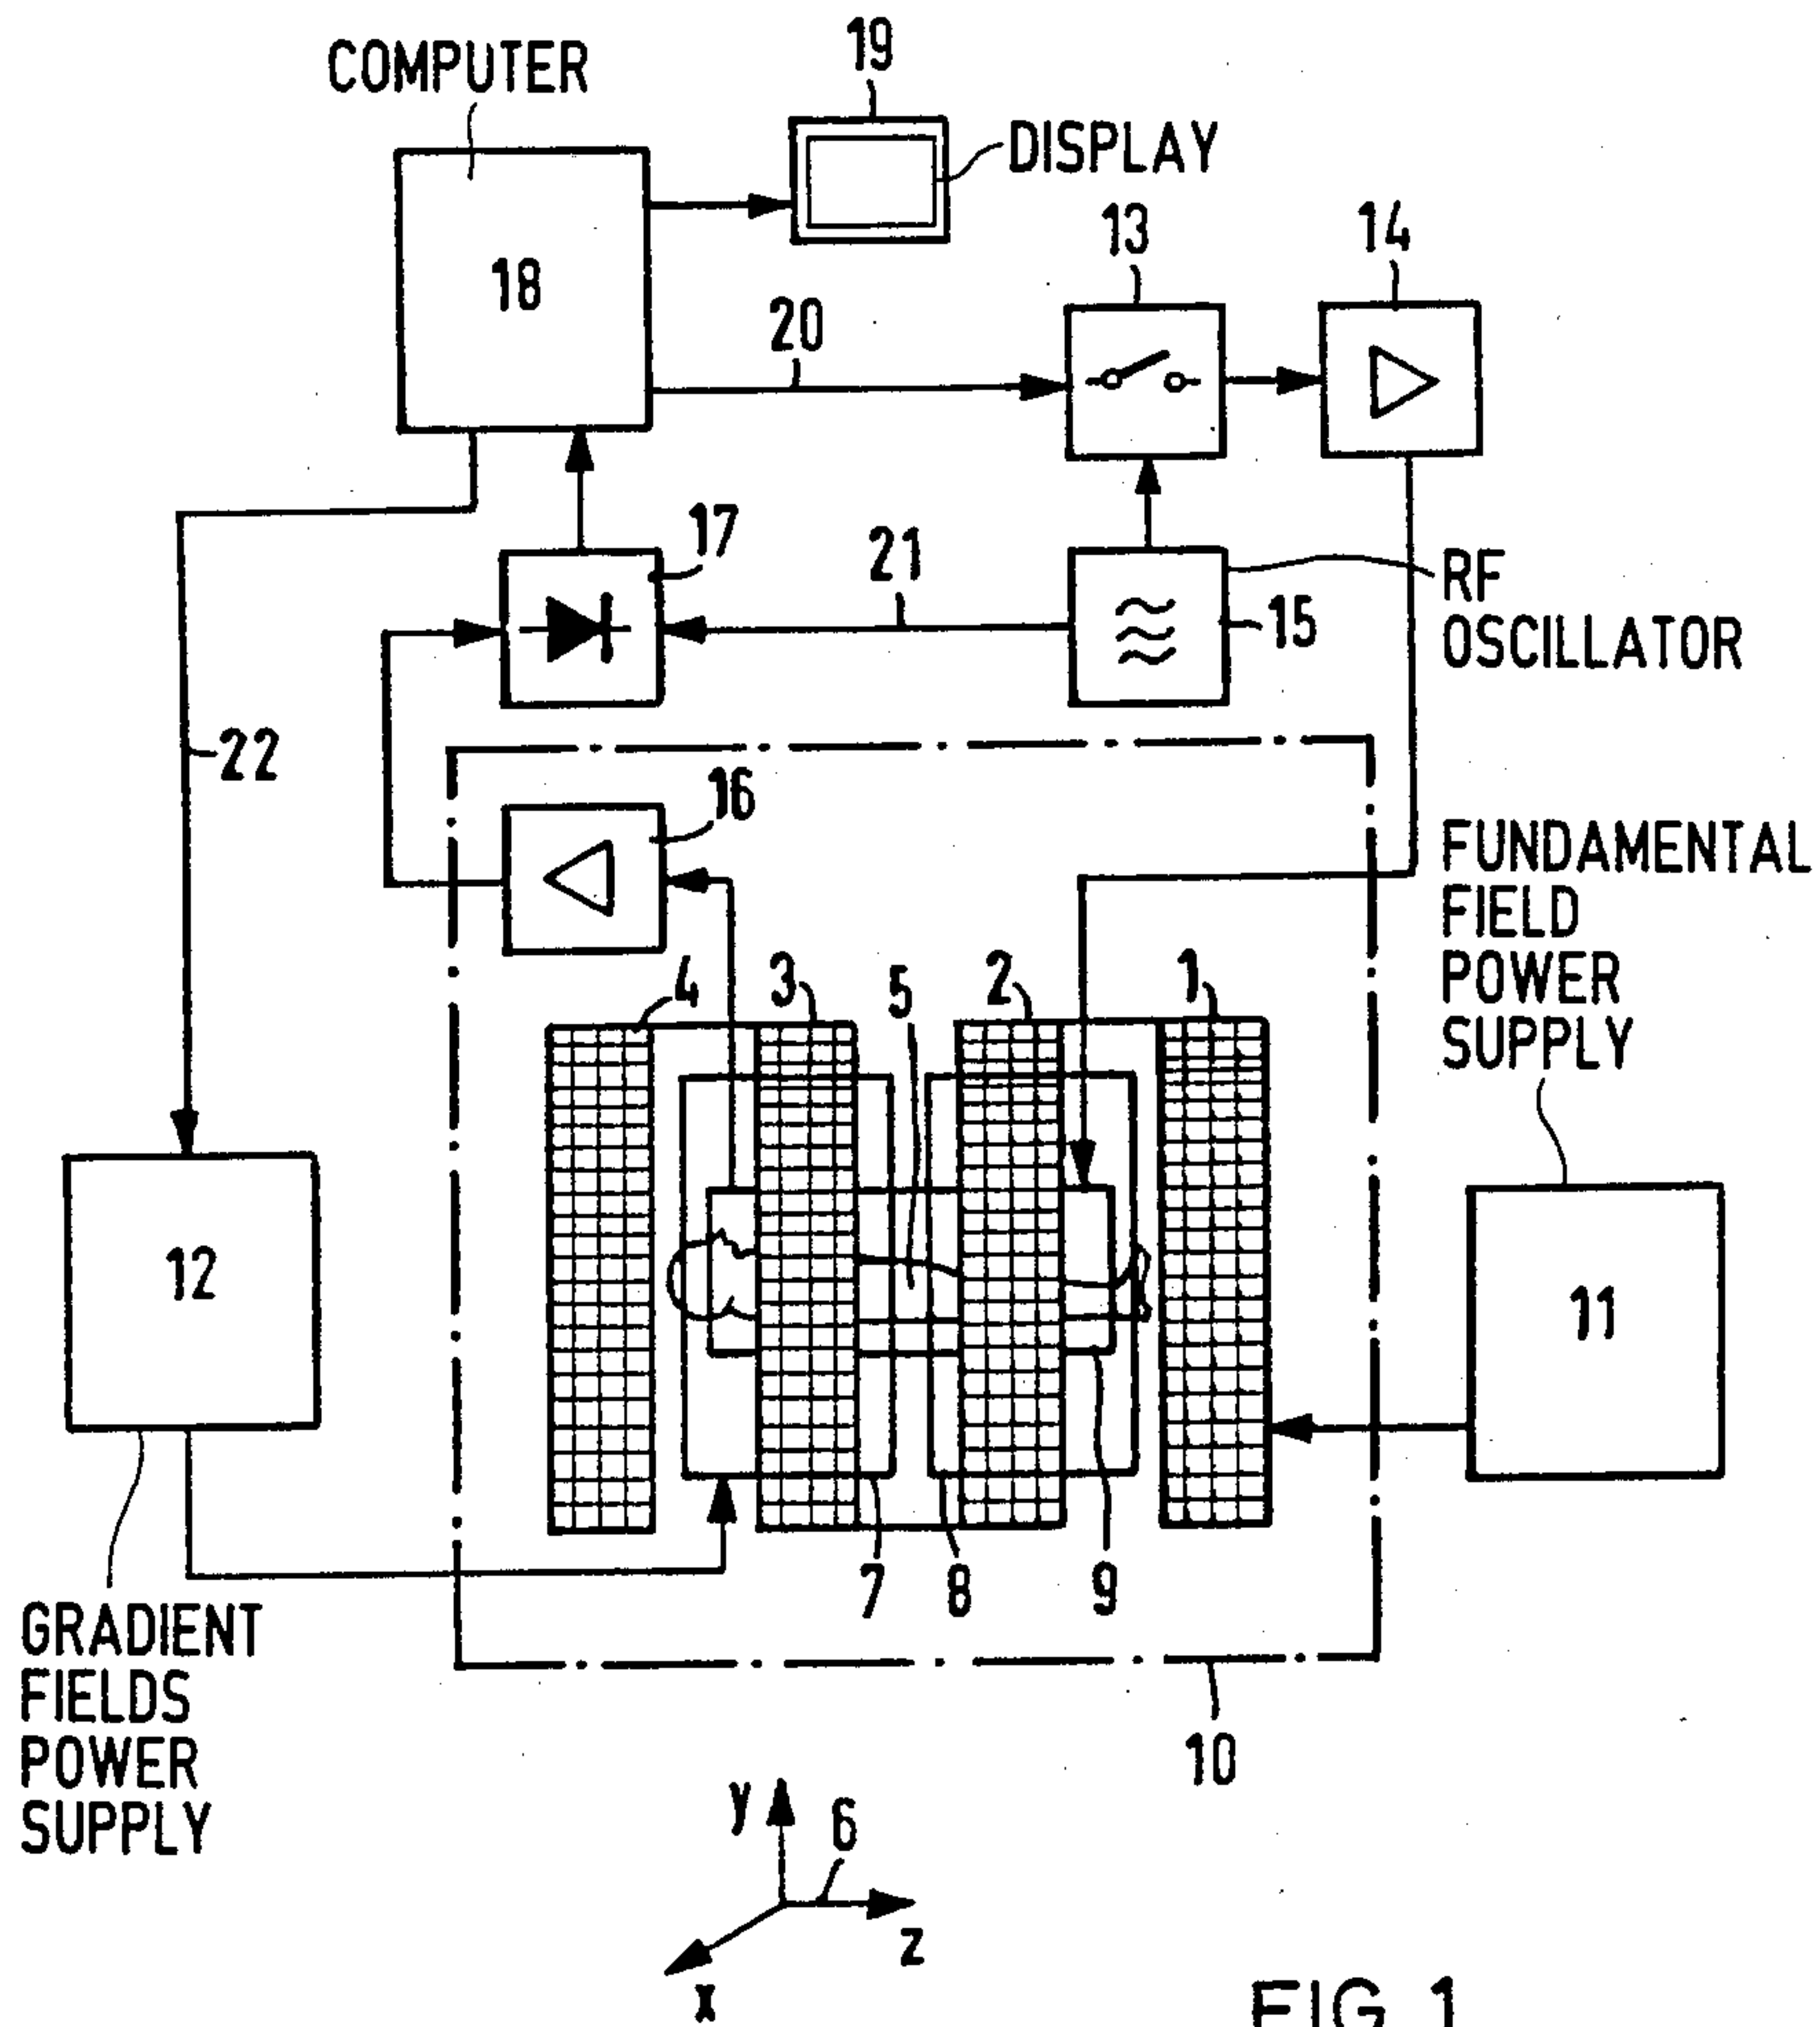 19
COMPUTER
DISPLAY
13
14
18
20
17
21
RF
OSCILLATOR
15
22
16
FUNDAMENTAL
FIELD
POWER
SUPPLY
4
3
5
2
1
12
11
7
8
9
GRADIENT
FIELDS
POWER
SUPPLY
10
y
6
z
x
FIG 1